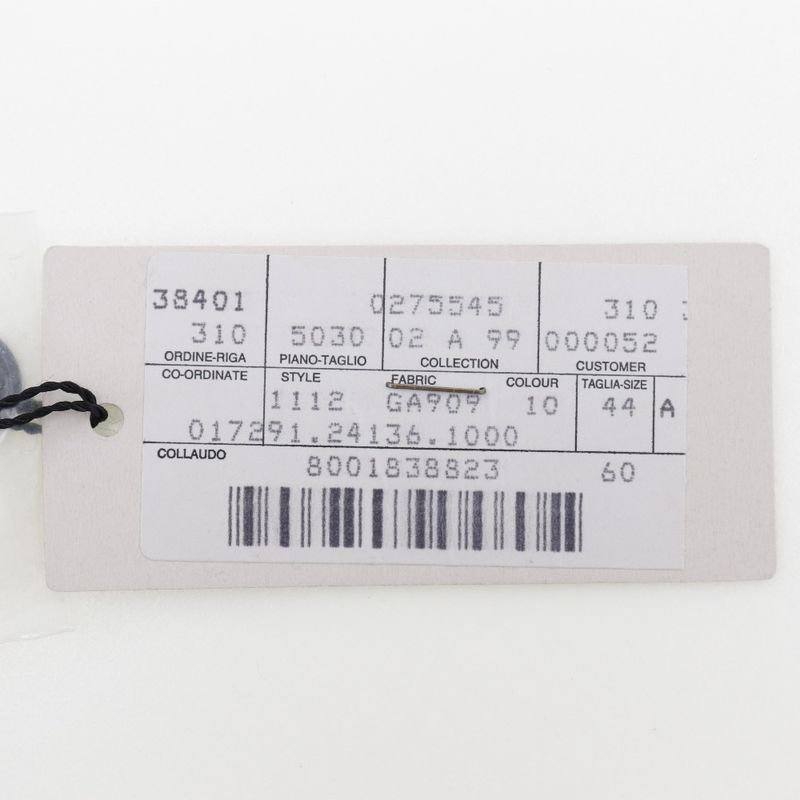 38401 0275545 310
310 5030 02 A 99 000052
ORDINE-RIGA PIANO-TAGLIO COLLECTION CUSTOMER
CO-ORDINATE STYLE FABRIC COLOUR TAGLIA-SIZE
1112 GA909 10 44 A
017291.24136.1000
COLLAUDO 8001838823 60